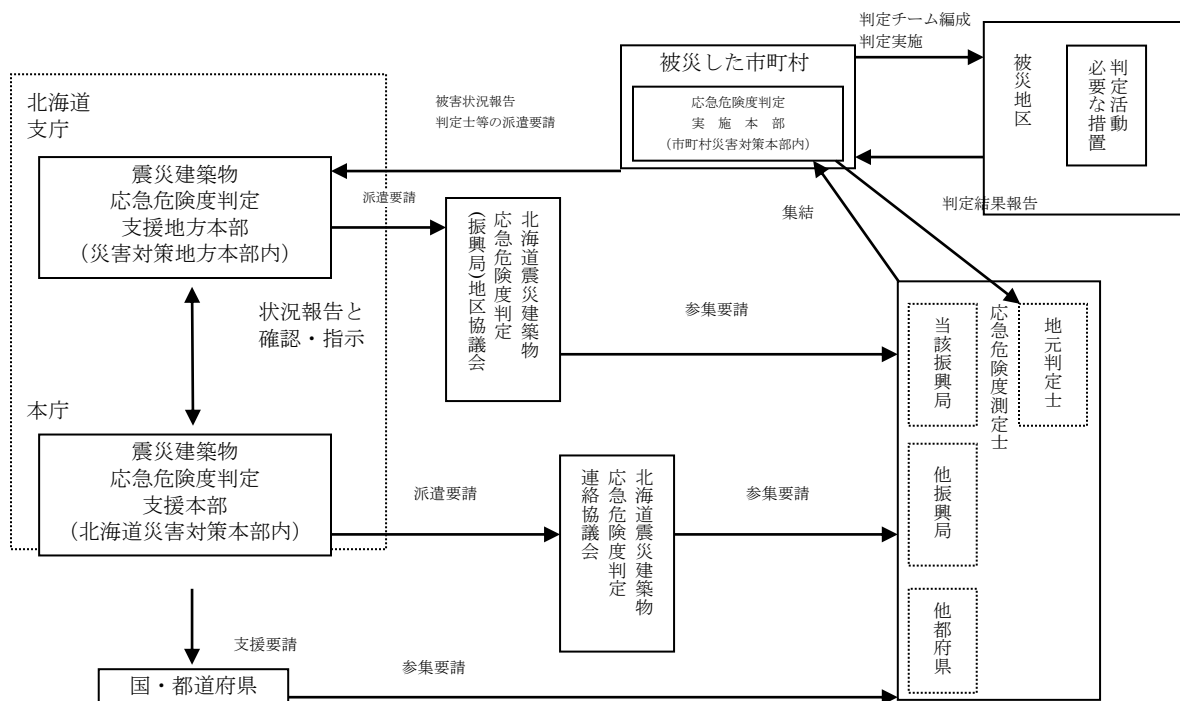 判定チーム編成
判定実施
被災した市町村
応急危険度判定
実　施　本　部
(市町村災害対策本部内)
被災地区
判定活動
必要な措置
北海道
支庁
被害状況報告
判定士等の派遣要請
震災建築物
応急危険度判定
支援地方本部
(災害対策地方本部内)
派遣要請
北海道震災建築物
応急危険度判定
(振興局)地区協議会
集結
判定結果報告
状況報告と
確認・指示
参集要請
当該振興局
応急危険度測定士
地元判定士
本庁
震災建築物
応急危険度判定
支援本部
(北海道災害対策本部内)
派遣要請
北海道震災建築物
応急危険度判定
連絡協議会
参集要請
他振興局
他都府県
支援要請
国・都道府県
参集要請